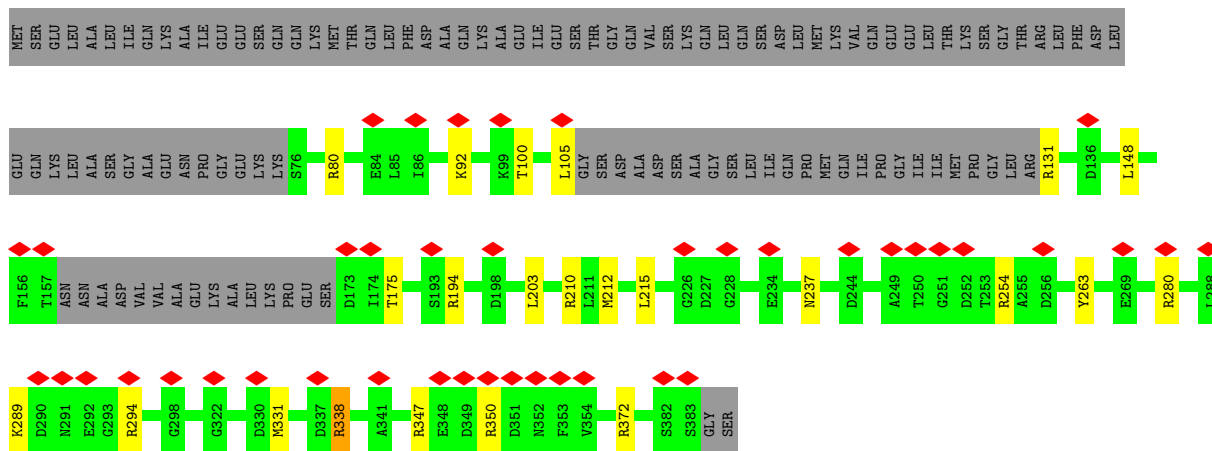 MET SER GLU LEU ALA LEU ILE GLN LYS ALA ILE GLU GLU SER GLN GLN LYS MET THR GLN LEU PHE ASP ALA GLN LYS ALA GLU ILE GLU SER THR GLY GLN VAL SER LYS GLN LEU GLN SER ASP LEU MET LYS VAL GLN GLU GLU LEU THR LYS SER GLY THR ARG LEU PHE ASP LEU
GLU GLN LYS LEU ALA SER GLY ALA GLU ASN PRO GLY GLU LYS LYS S76 R80 E84 L85 I86 K92 K99 T100 L105 GLY SER ASP ALA ASP SER ALA GLY SER LEU ILE GLN PRO MET GLN ILE PRO GLY ILE ILE MET PRO GLY LEU ARG R131 D136 L148
F156 T157 ASN ASN ALA ASP VAL VAL ALA GLU LYS ALA LEU LYS PRO GLU SER D173 I174 T175 S193 R194 D198 L203 R210 L211 M212 L215 G226 D227 G228 E234 N237 D244 A249 T250 G251 D252 T253 R254 A255 D256 Y263 E269 R280 L288
K289 D290 N291 E292 G293 R294 G298 G322 D330 M331 D337 R338 A341 R347 E348 D349 R350 D351 N352 F353 V354 R372 S382 S383 GLY SER